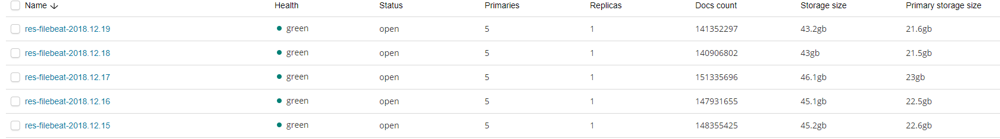 Name Health Status Primaries Replicas Docs count Storage size Primary storage size
res-filebeat-2018.12.19 green open 5 1 141352297 43.2gb 21.6gb
res-filebeat-2018.12.18 green open 5 1 140906802 43gb 21.5gb
res-filebeat-2018.12.17 green open 5 1 151335696 46.1gb 23gb
res-filebeat-2018.12.16 green open 5 1 147931655 45.1gb 22.5gb
res-filebeat-2018.12.15 green open 5 1 148355425 45.2gb 22.6gb